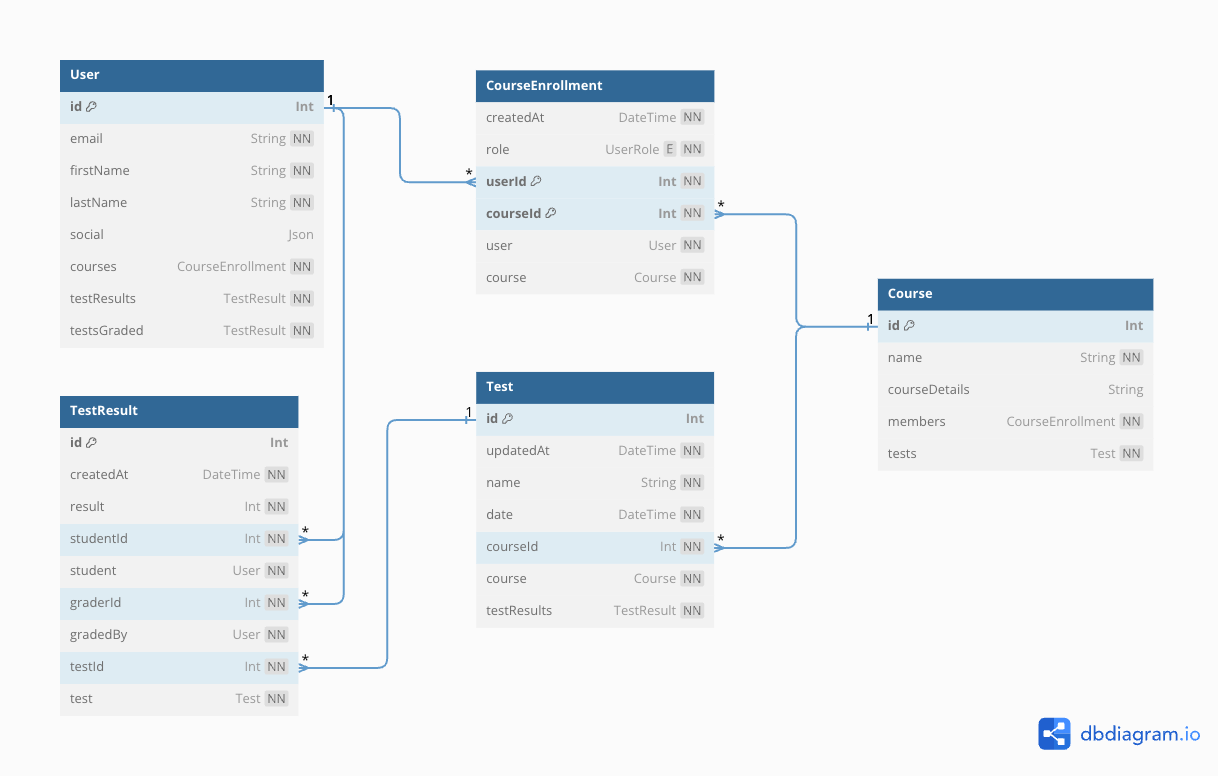 User
id Int
email String NN
firstName String NN
lastName String NN
social Json
courses CourseEnrollment NN
testResults TestResult NN
testsGraded TestResult NN
1
CourseEnrollment
createdAt DateTime NN
role UserRole E NN
* userId Int NN
courseId Int NN *
user User NN
course Course NN
Course
1 id Int
name String NN
courseDetails String
members CourseEnrollment NN
tests Test NN
TestResult
id Int
createdAt DateTime NN
result Int NN
studentId Int NN *
student User NN
graderId Int NN *
gradedBy User NN
testId Int NN *
test Test NN
Test
1 id Int
updatedAt DateTime NN
name String NN
date DateTime NN
courseId Int NN *
course Course NN
testResults TestResult NN
dbdiagram.io